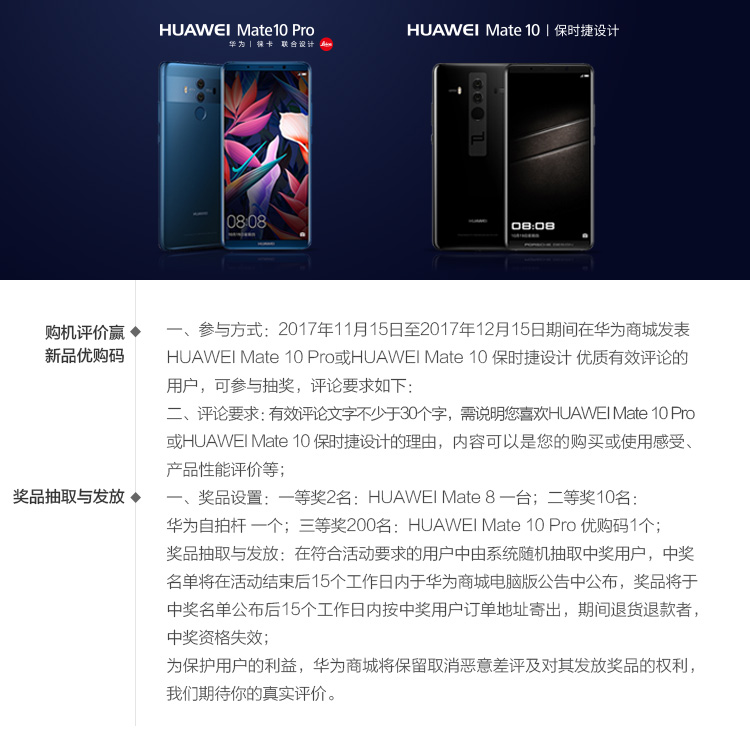 HUAWEI Mate10 Pro
华为 | 徕卡 联合设计
Leica
HUAWEI Mate 10 | 保时捷设计
08:08
HUAWEI
HUAWEI
HUAWEI
08:08
PORSCHE DESIGN
购机评价赢
新品优购码
一、参与方式：2017年11月15日至2017年12月15日期间在华为商城发表
HUAWEI Mate 10 Pro或HUAWEI Mate 10 保时捷设计 优质有效评论的
用户，可参与抽奖，评论要求如下：
二、评论要求：有效评论文字不少于30个字，需说明您喜欢HUAWEI Mate 10 Pro
或HUAWEI Mate 10 保时捷设计的理由，内容可以是您的购买或使用感受、
产品性能评价等；
奖品抽取与发放
一、奖品设置：一等奖2名：HUAWEI Mate 8 一台；二等奖10名：
华为自拍杆 一个；三等奖200名：HUAWEI Mate 10 Pro 优购码1个；
奖品抽取与发放：在符合活动要求的用户中由系统随机抽取中奖用户，中奖
名单将在活动结束后15个工作日内于华为商城电脑版公告中公布，奖品将于
中奖名单公布后15个工作日内按中奖用户订单地址寄出，期间退货退款者，
中奖资格失效；
为保护用户的利益，华为商城将保留取消恶意差评及对其发放奖品的权利，
我们期待你的真实评价。